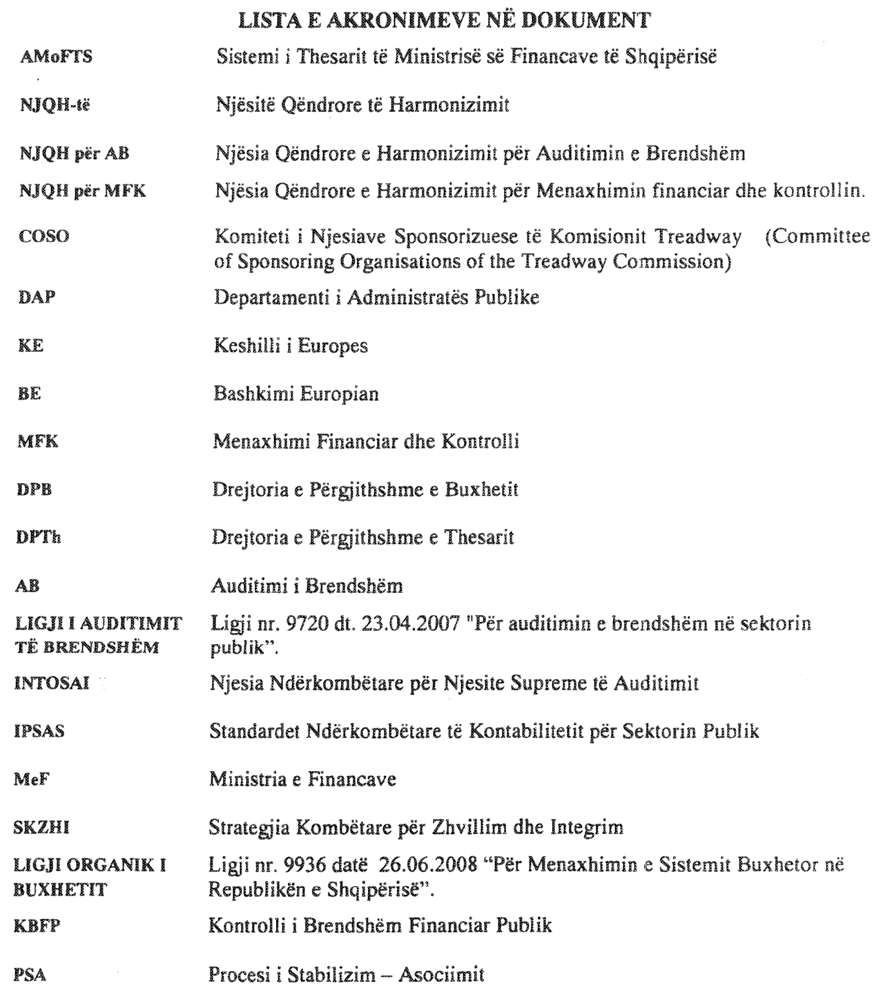 LISTA E AKRONIMEVE NË DOKUMENT
AMoFTS Sistemi i Thesarit të Ministrisë së Financave të Shqipërisë
NJQH-të Njësitë Qëndrore të Harmonizimit
NJQH për AB Njësia Qëndrore e Harmonizimit për Auditimin e Brendshëm
NJQH për MFK Njësia Qëndrore e Harmonizimit për Menaxhimin financiar dhe kontrollin.
COSO Komiteti i Njesiave Sponsorizuese të Komisionit Treadway (Committee
of Sponsoring Organisations of the Treadway Commission)
DAP Departamenti i Administratës Publike
KE Keshilli i Europes
BE Bashkimi Europian
MFK Menaxhimi Financiar dhe Kontrolli
DPB Drejtoria e Përgjithshme e Buxhetit
DPTh Drejtoria e Përgjithshme e Thesarit
AB Auditimi i Brendshëm
LIGJI I AUDITIMIT Ligji nr. 9720 dt. 23.04.2007 "Për auditimin e brendshëm në sektorin
TË BRENDSHËM publik”.
INTOSAI Njesia Ndërkombëtare për Njesite Supreme të Auditimit
IPSAS Standardet Ndërkombëtare të Kontabilitetit për Sektorin Publik
MeF Ministria e Financave
SKZHI Strategjia Kombëtare për Zhvillim dhe Integrim
LIGJI ORGANIK I Ligji nr. 9936 datë 26.06.2008 “Për Menaxhimin e Sistemit Buxhetor në
BUXHETIT Republikën e Shqipërisë”.
KBFP Kontrolli i Brendshëm Financiar Publik
PSA Procesi i Stabilizim – Asociimit